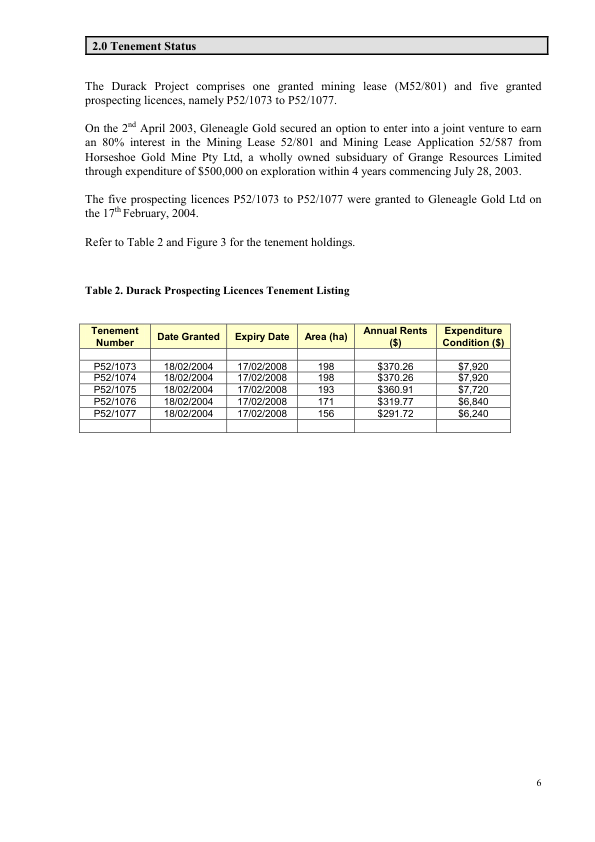 2.0 Tenement Status
The Durack Project comprises one granted mining lease (M52/801) and five granted
prospecting licences, namely P52/1073 to P52/1077.
On the 2nd April 2003, Gleneagle Gold secured an option to enter into a joint venture to earn
an 80% interest in the Mining Lease 52/801 and Mining Lease Application 52/587 from
Horseshoe Gold Mine Pty Ltd, a wholly owned subsiduary of Grange Resources Limited
through expenditure of $500,000 on exploration within 4 years commencing July 28, 2003.
The five prospecting licences P52/1073 to P52/1077 were granted to Gleneagle Gold Ltd on
the 17th February, 2004.
Refer to Table 2 and Figure 3 for the tenement holdings.
Table 2. Durack Prospecting Licences Tenement Listing
Tenement Number Date Granted Expiry Date Area (ha) Annual Rents ($) Expenditure Condition ($)
P52/1073 18/02/2004 17/02/2008 198 $370.26 $7,920
P52/1074 18/02/2004 17/02/2008 198 $370.26 $7,920
P52/1075 18/02/2004 17/02/2008 193 $360.91 $7,720
P52/1076 18/02/2004 17/02/2008 171 $319.77 $6,840
P52/1077 18/02/2004 17/02/2008 156 $291.72 $6,240
6